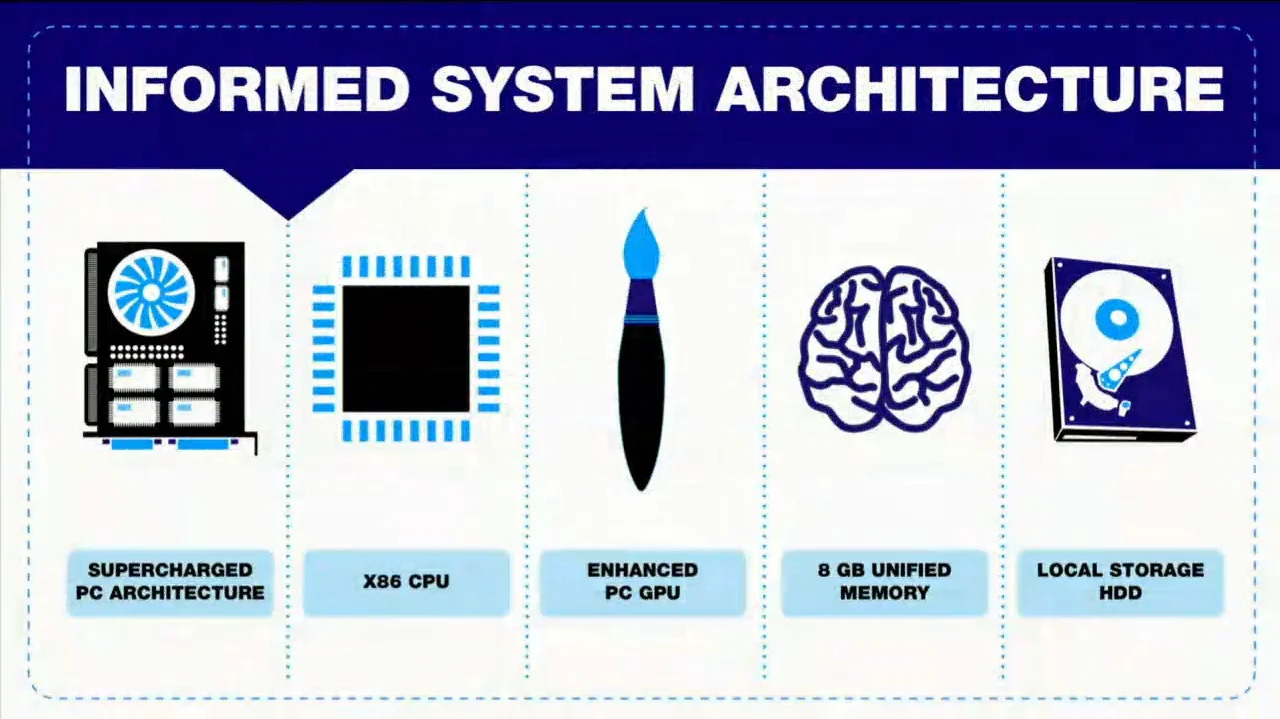 INFORMED SYSTEM ARCHITECTURE
SUPERCHARGED
PC ARCHITECTURE
X86 CPU
ENHANCED
PC GPU
8 GB UNIFIED
MEMORY
LOCAL STORAGE
HDD